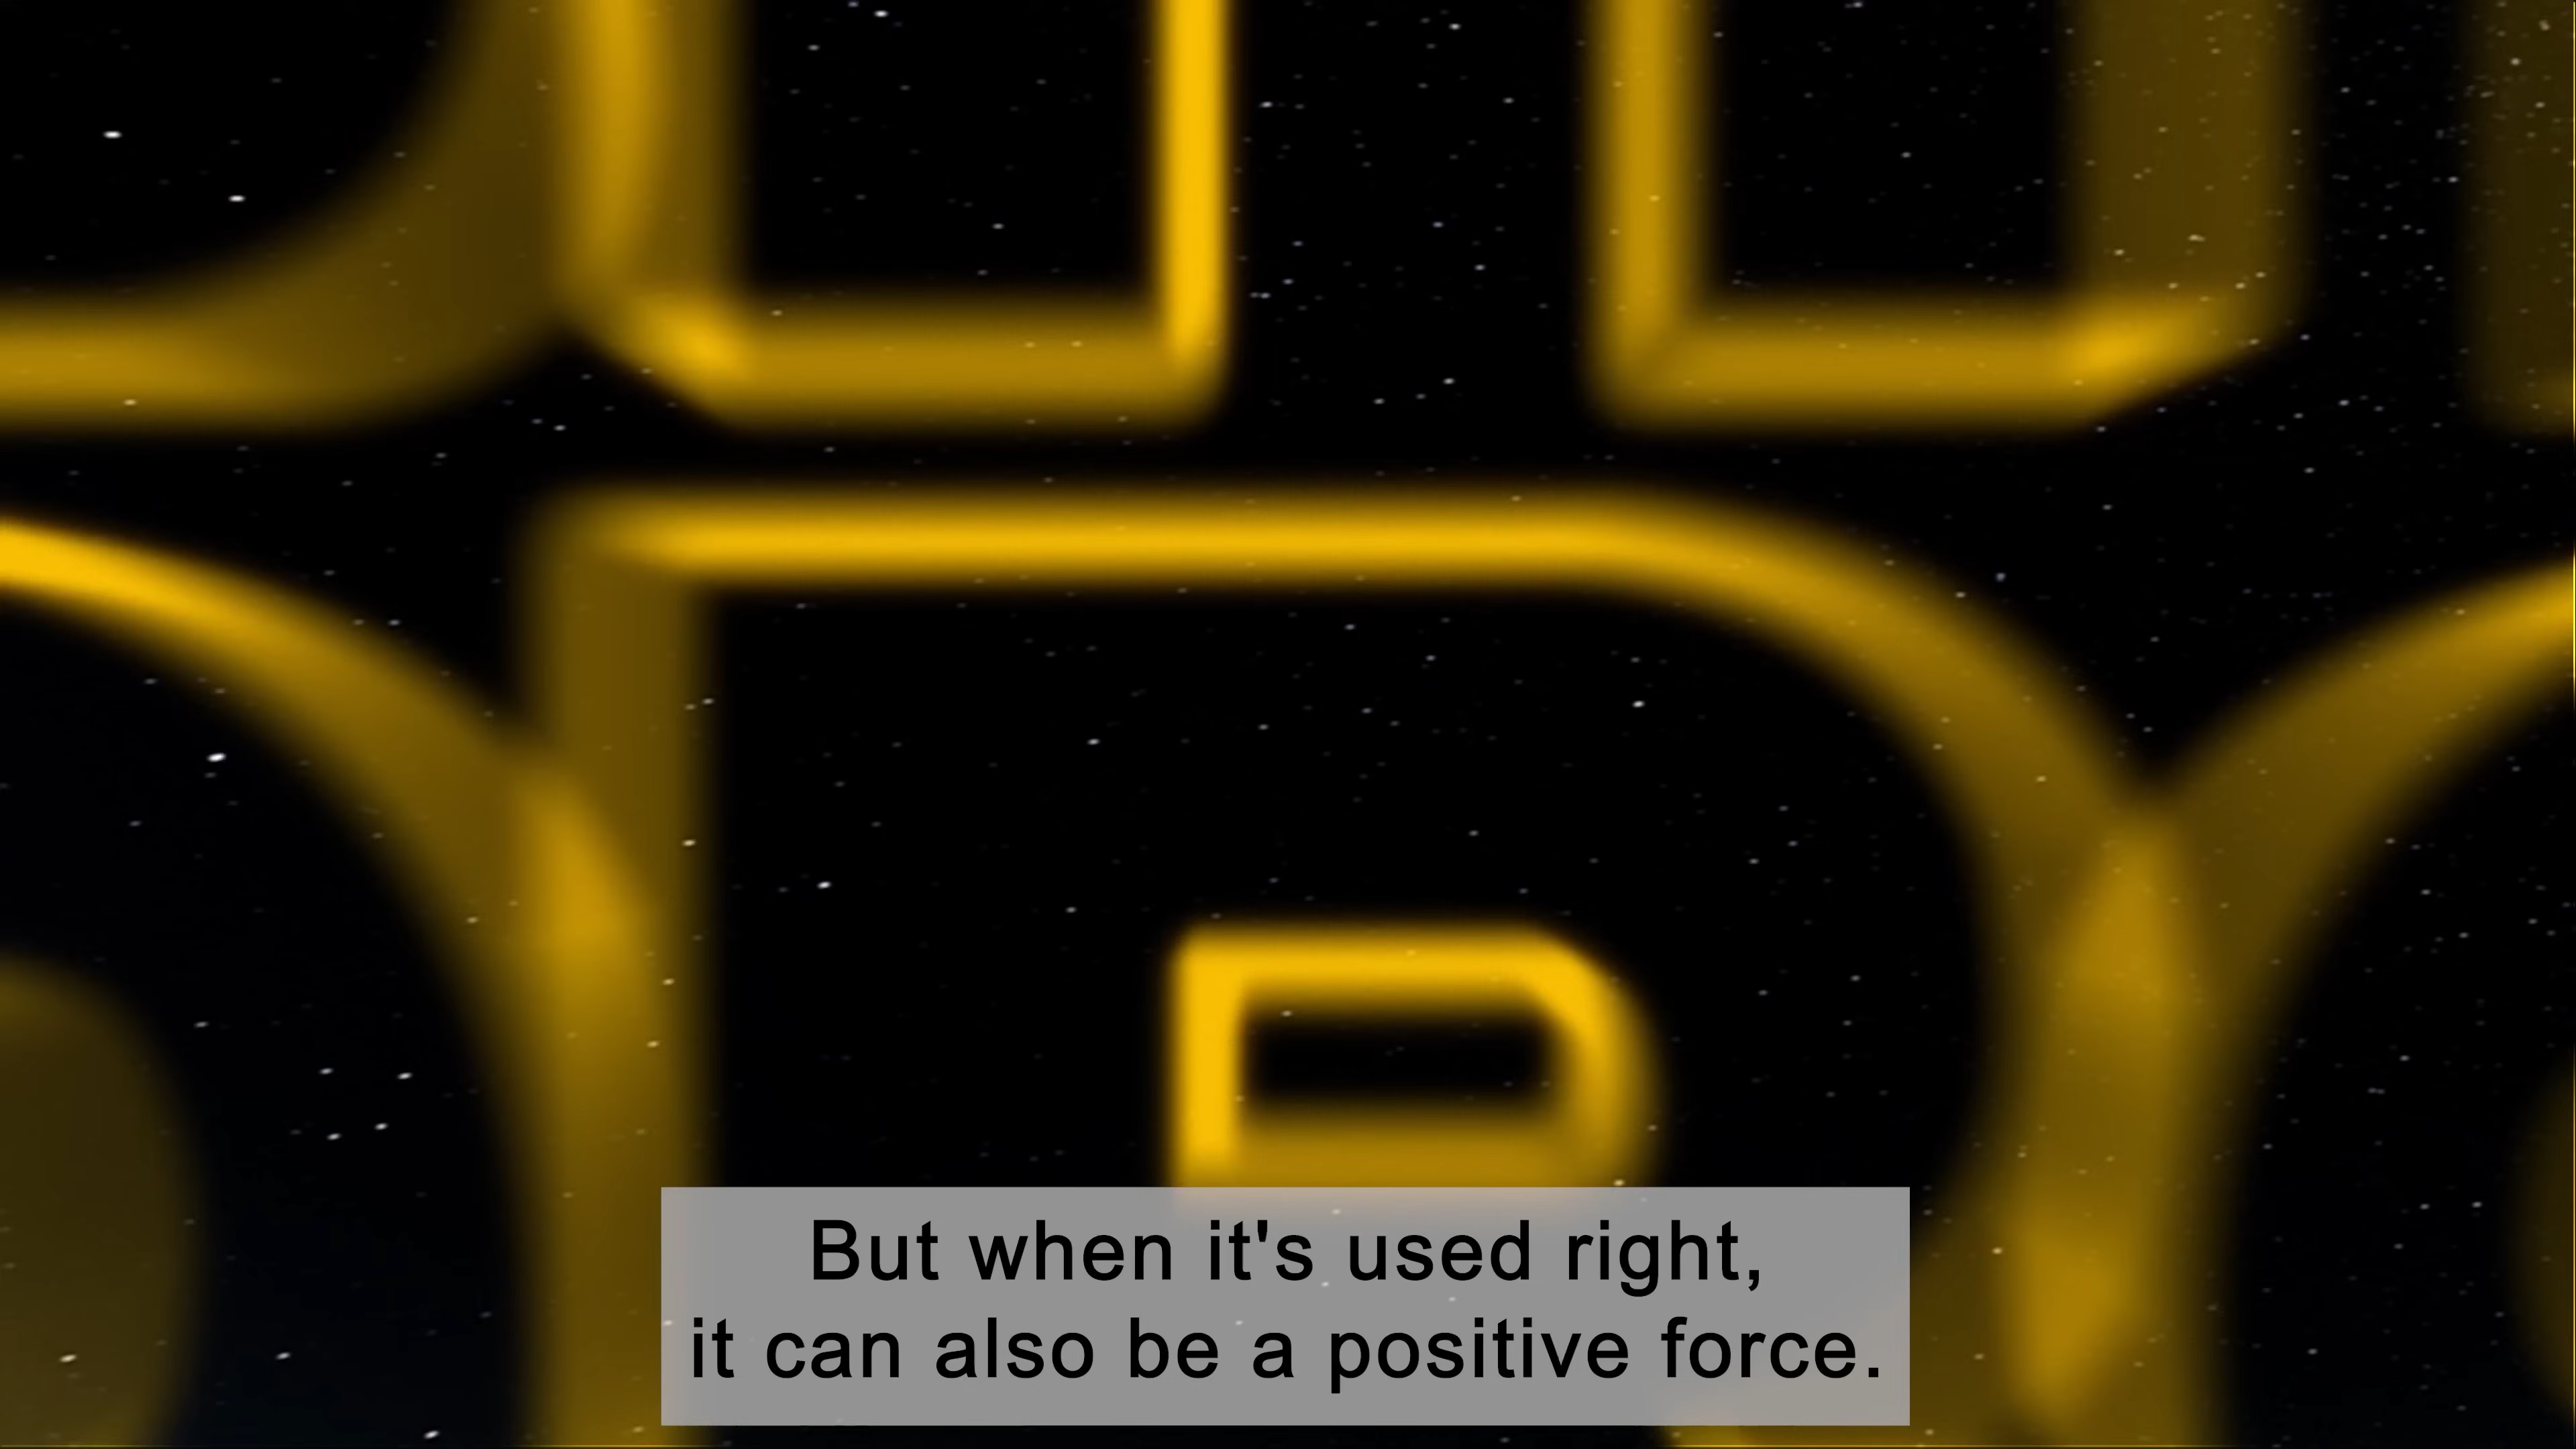 But when it's used right,
it can also be a positive force.